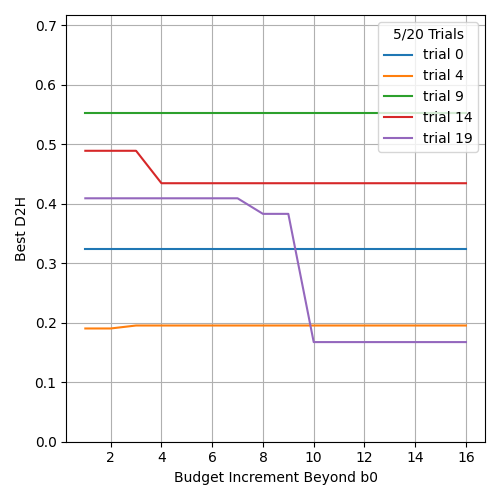 5/20 Trials
trial 0
trial 4
trial 9
trial 14
trial 19
Best D2H
0.7
0.6
0.5
0.4
0.3
0.2
0.1
0.0
2 4 6 8 10 12 14 16
Budget Increment Beyond b0